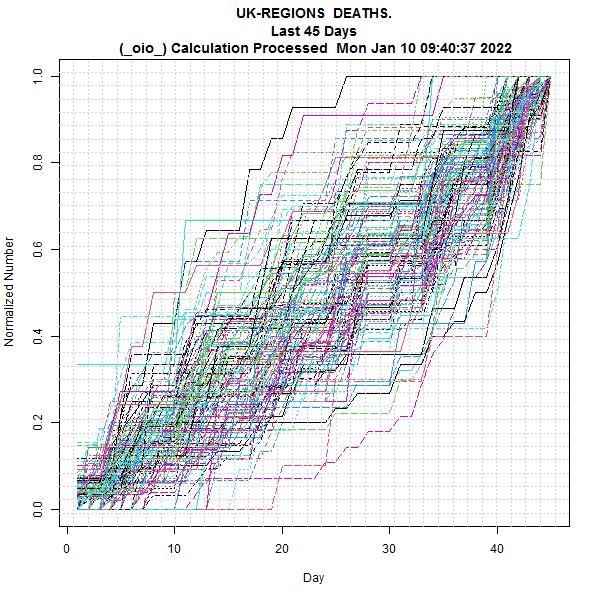 UK-REGIONS DEATHS.
Last 45 Days
(_oio_) Calculation Processed Mon Jan 10 09:40:37 2022
Normalized Number
1.0
0.8
0.6
0.4
0.2
0.0
0 10 20 30 40
Day